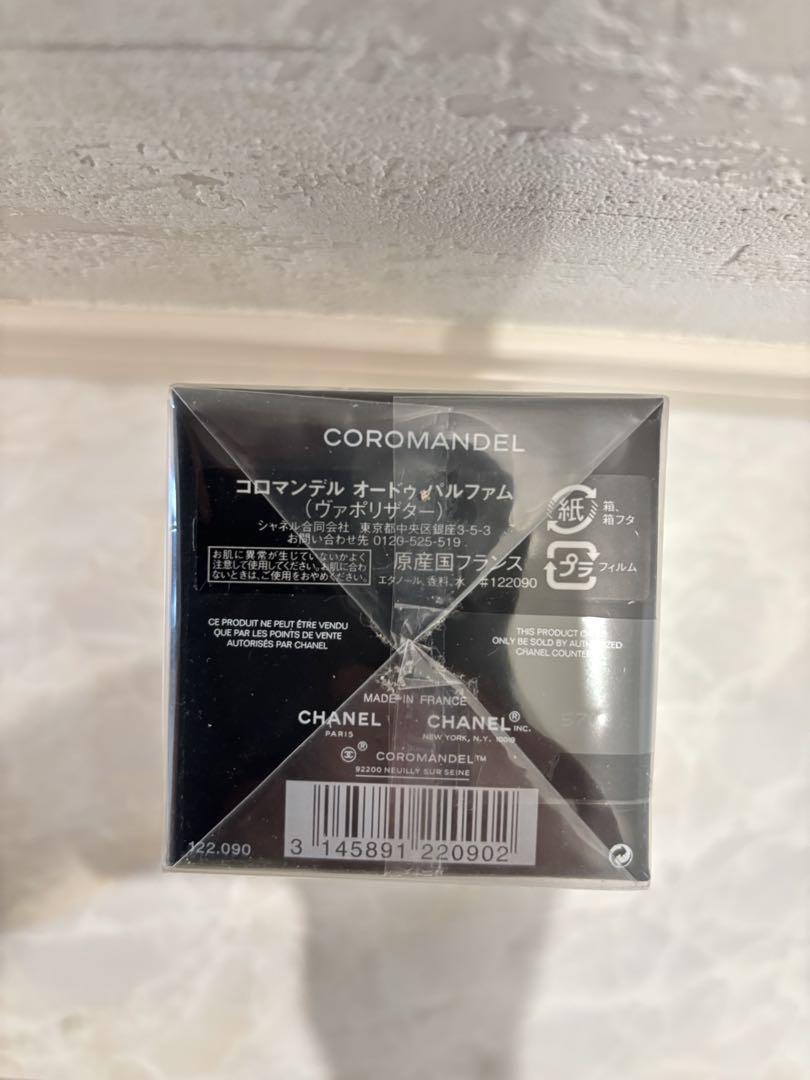 COROMANDEL
コロマンデル オードゥ パルファム
(ヴァポリザター)
シャネル合同会社 東京都中央区銀座3-5-3
お問い合わせ先 0120-525-519
お肌に異常が生じていないかよく
注意して使用してください。お肌に合わ
ないときは、ご使用をおやめください。
原産国フランス
エタノール、香料、水 #122090
紙
箱、
箱フタ
プラ
フィルム
CE PRODUIT NE PEUT ÊTRE VENDU
QUE PAR LES POINTS DE VENTE
AUTORISÉS PAR CHANEL
THIS PRODUCT
ONLY BE SOLD BY
CHANEL
MADE IN FRANCE
CHANEL
PARIS
CHANEL® INC.
NEW YORK, N.Y. 10019
® COROMANDEL™
92200 NEUILLY SUR SEINE
122.090
3 145891 220902